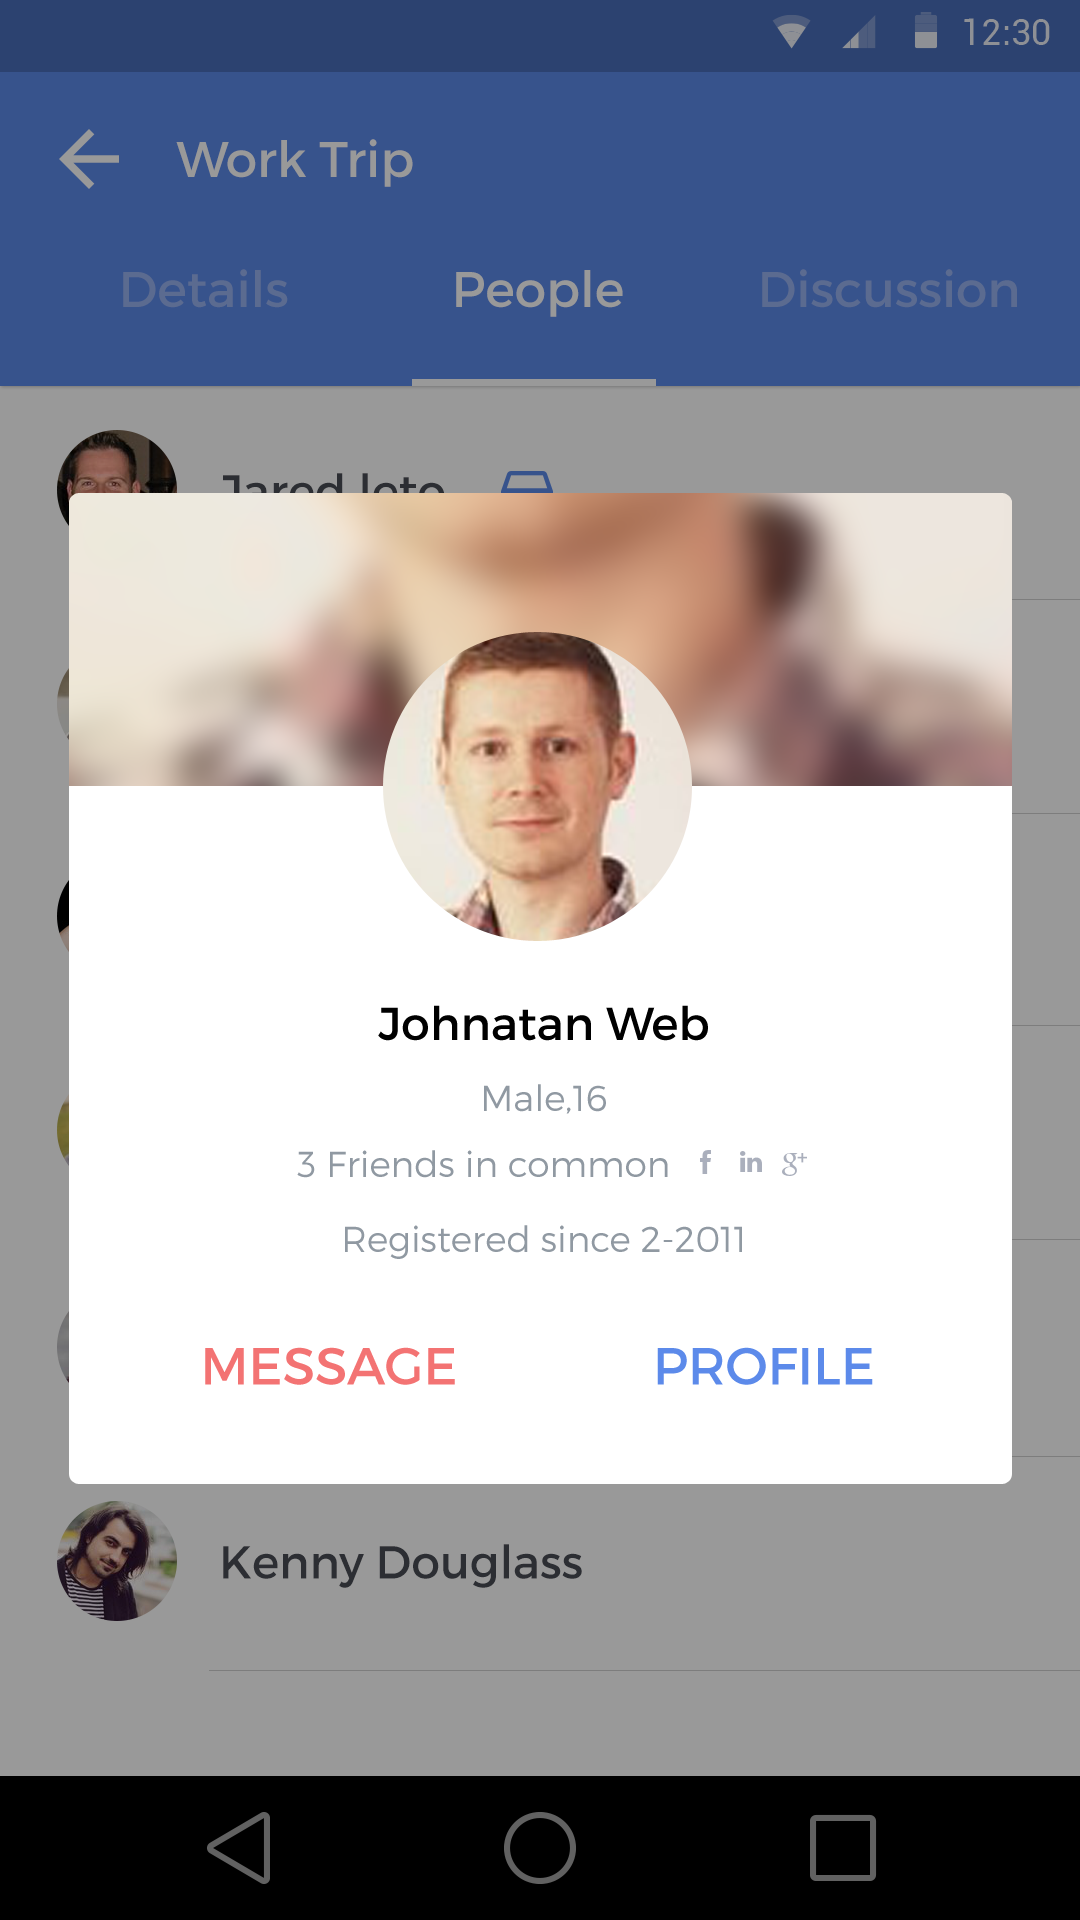 12:30
Work Trip
Details People Discussion
Jared leto
Johnatan Web
Male,16
3 Friends in common f in g+
Registered since 2-2011
MESSAGE PROFILE
Kenny Douglass